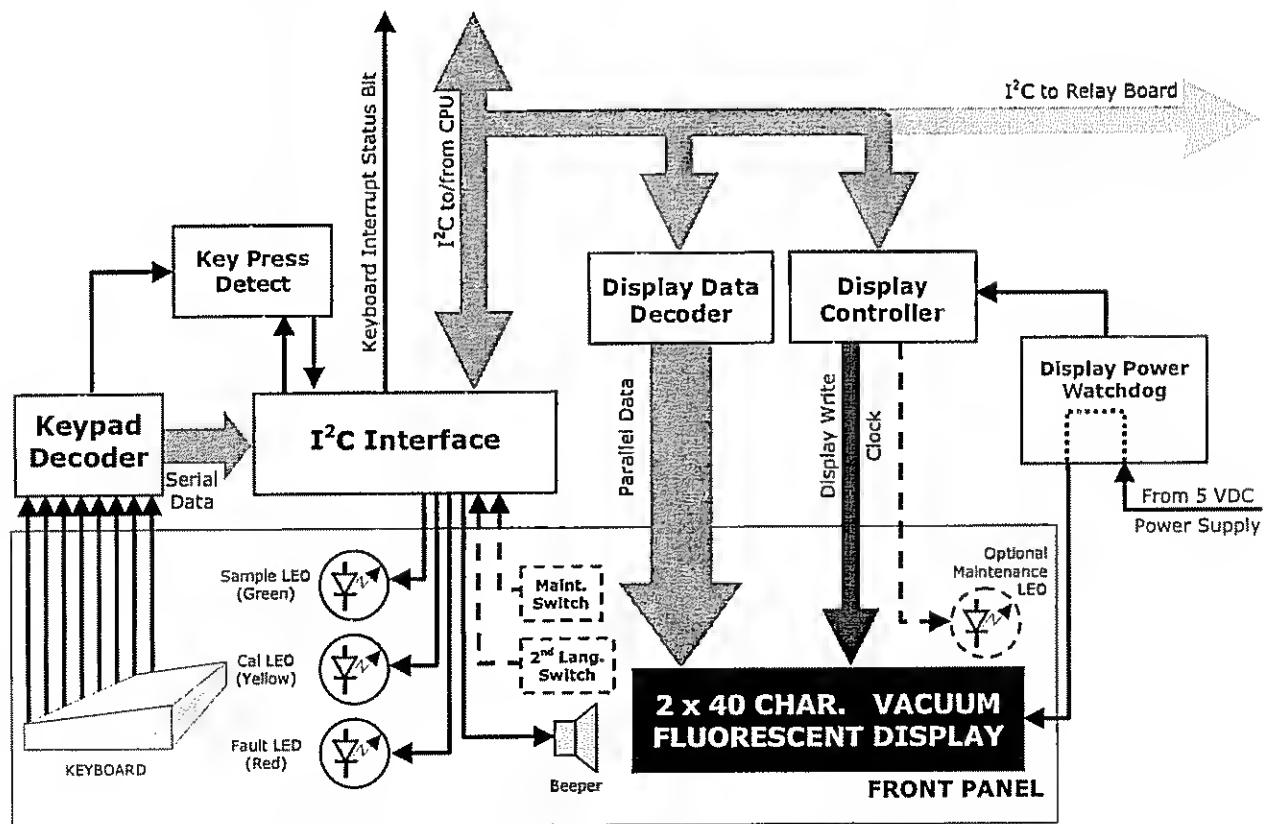 I²C to Relay Board
Keyboard Interrupt Status Bit
I²C to/from CPU
Key Press
Detect
Display Data
Decoder
Display
Controller
Display Power
Watchdog
Keypad
Decoder
I²C Interface
Serial
Data
Parallel Data
Display Write
Clock
From 5 VDC
Power Supply
Sample LEO
(Green)
Maint.
Switch
Optional
Maintenance
LEO
Cal LEO
(Yellow)
2nd Lang.
Switch
2 x 40 CHAR. VACUUM
FLUORESCENT DISPLAY
Fault LED
(Red)
KEYBOARD
Beeper
FRONT PANEL